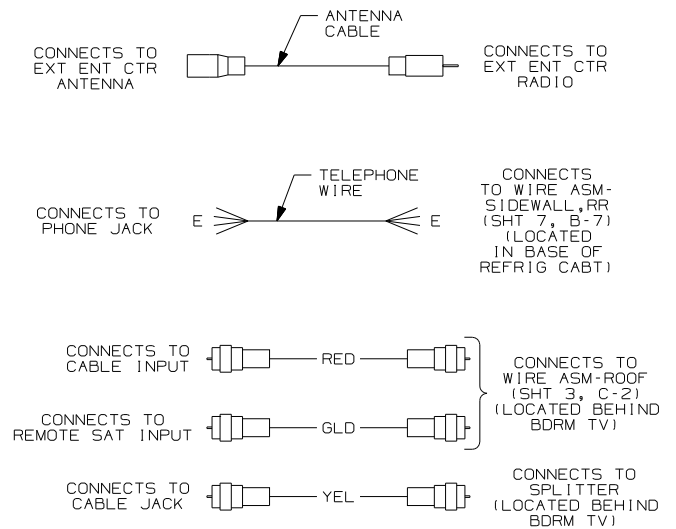 ANTENNA
CABLE
CONNECTS TO
EXT ENT CTR
ANTENNA
CONNECTS TO
EXT ENT CTR
RADIO
TELEPHONE
WIRE
CONNECTS TO
PHONE JACK
E
E
CONNECTS
TO WIRE ASM-
SIDEWALL,RR
(SHT 7, B-7)
(LOCATED
IN BASE OF
REFRIG CABT)
CONNECTS TO
CABLE INPUT
RED
CONNECTS TO
REMOTE SAT INPUT
GLD
CONNECTS TO
WIRE ASM-ROOF
(SHT 3, C-2)
(LOCATED BEHIND
BDRM TV)
CONNECTS TO
CABLE JACK
YEL
CONNECTS TO
SPLITTER
(LOCATED BEHIND
BDRM TV)